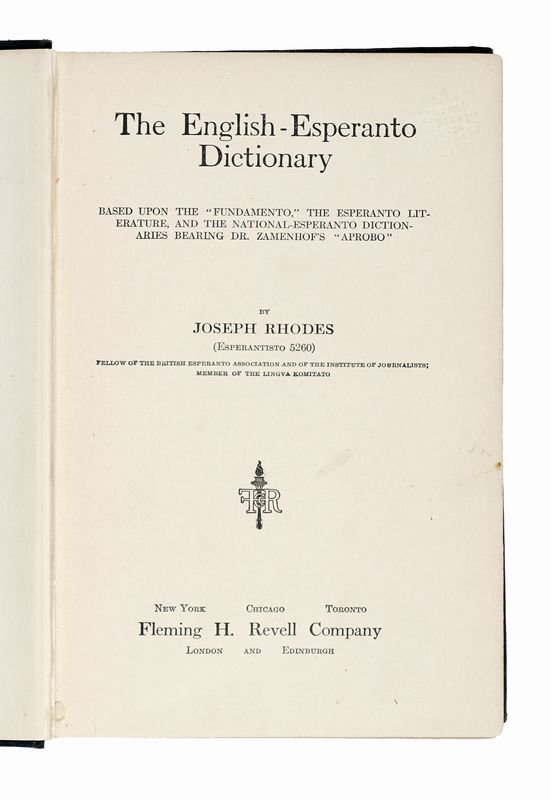 The English-Esperanto
Dictionary
BASED UPON THE "FUNDAMENTO," THE ESPERANTO LIT-
ERATURE, AND THE NATIONAL-ESPERANTO DICTION-
ARIES BEARING DR. ZAMENHOF'S "APROBO"
BY
JOSEPH RHODES
(ESPERANTISTO 5260)
FELLOW OF THE BRITISH ESPERANTO ASSOCIATION AND OF THE INSTITUTE OF JOURNALISTS;
MEMBER OF THE LINGVA KOMITATO
FHR
NEW YORK CHICAGO TORONTO
Fleming H. Revell Company
LONDON AND EDINBURGH